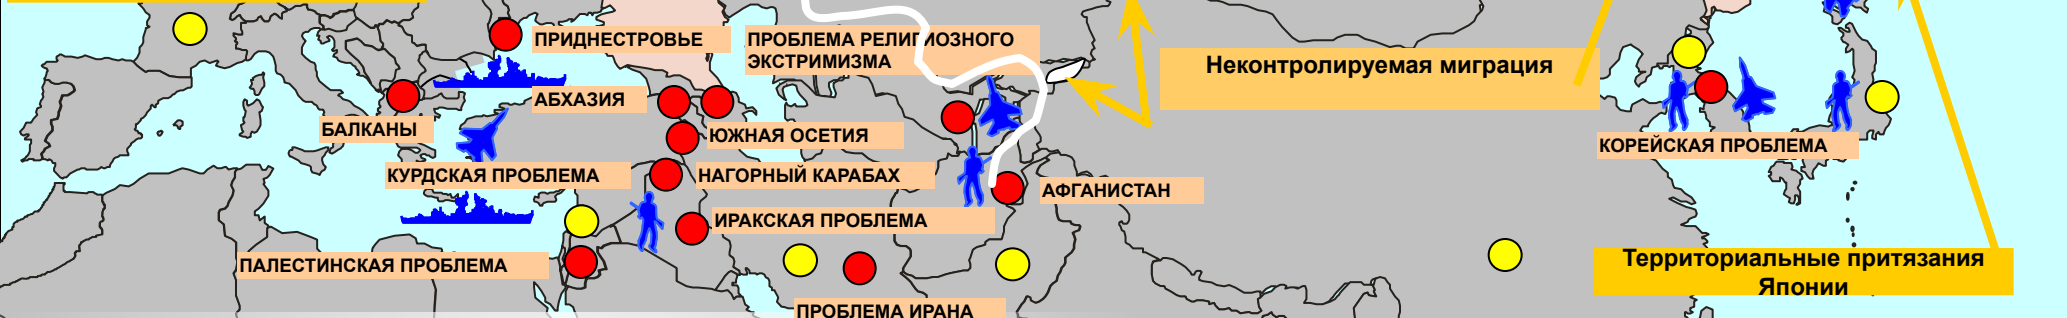 ПРИДНЕСТРОВЬЕ
ПРОБЛЕМА РЕЛИГИОЗНОГО
ЭКСТРИМИЗМА
Неконтролируемая миграция
АБХАЗИЯ
БАЛКАНЫ
ЮЖНАЯ ОСЕТИЯ
КОРЕЙСКАЯ ПРОБЛЕМА
КУРДСКАЯ ПРОБЛЕМА
НАГОРНЫЙ КАРАБАХ
АФГАНИСТАН
ИРАКСКАЯ ПРОБЛЕМА
ПАЛЕСТИНСКАЯ ПРОБЛЕМА
Территориальные притязания
Японии
ПРОБЛЕМА ИРАНА